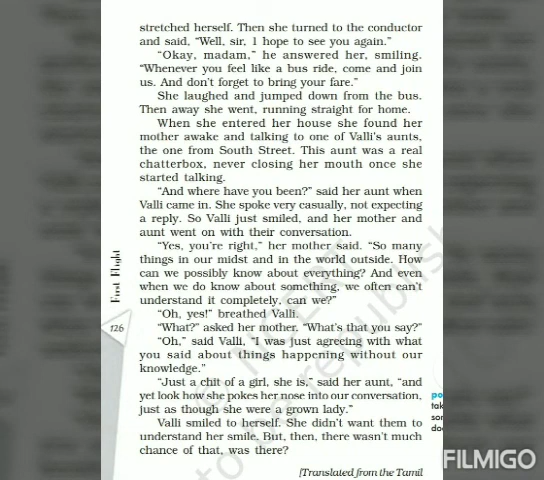 stretched herself. Then she turned to the conductor
and said, “Well, sir, I hope to see you again.”
“Okay, madam,” he answered her, smiling.
“Whenever you feel like a bus ride, come and join
us. And don’t forget to bring your fare.”
She laughed and jumped down from the bus.
Then away she went, running straight for home.
When she entered her house she found her
mother awake and talking to one of Valli’s aunts,
the one from South Street. This aunt was a real
chatterbox, never closing her mouth once she
started talking.
“And where have you been?” said her aunt when
Valli came in. She spoke very casually, not expecting
a reply. So Valli just smiled, and her mother and
aunt went on with their conversation.
“Yes, you’re right,” her mother said. “So many
things in our midst and in the world outside. How
can we possibly know about everything? And even
when we do know about something, we often can’t
understand it completely, can we?”
“Oh, yes!” breathed Valli.
“What?” asked her mother. “What’s that you say?”
“Oh,” said Valli, “I was just agreeing with what
you said about things happening without our
knowledge.”
“Just a chit of a girl, she is,” said her aunt, “and
yet look how she pokes her nose into our conversation,
just as though she were a grown lady.”
Valli smiled to herself. She didn’t want them to
understand her smile. But, then, there wasn’t much
chance of that, was there?
[Translated from the Tamil
First Flight
126
po
tak
son
do
© NCERT
to be republish
FILMIGO